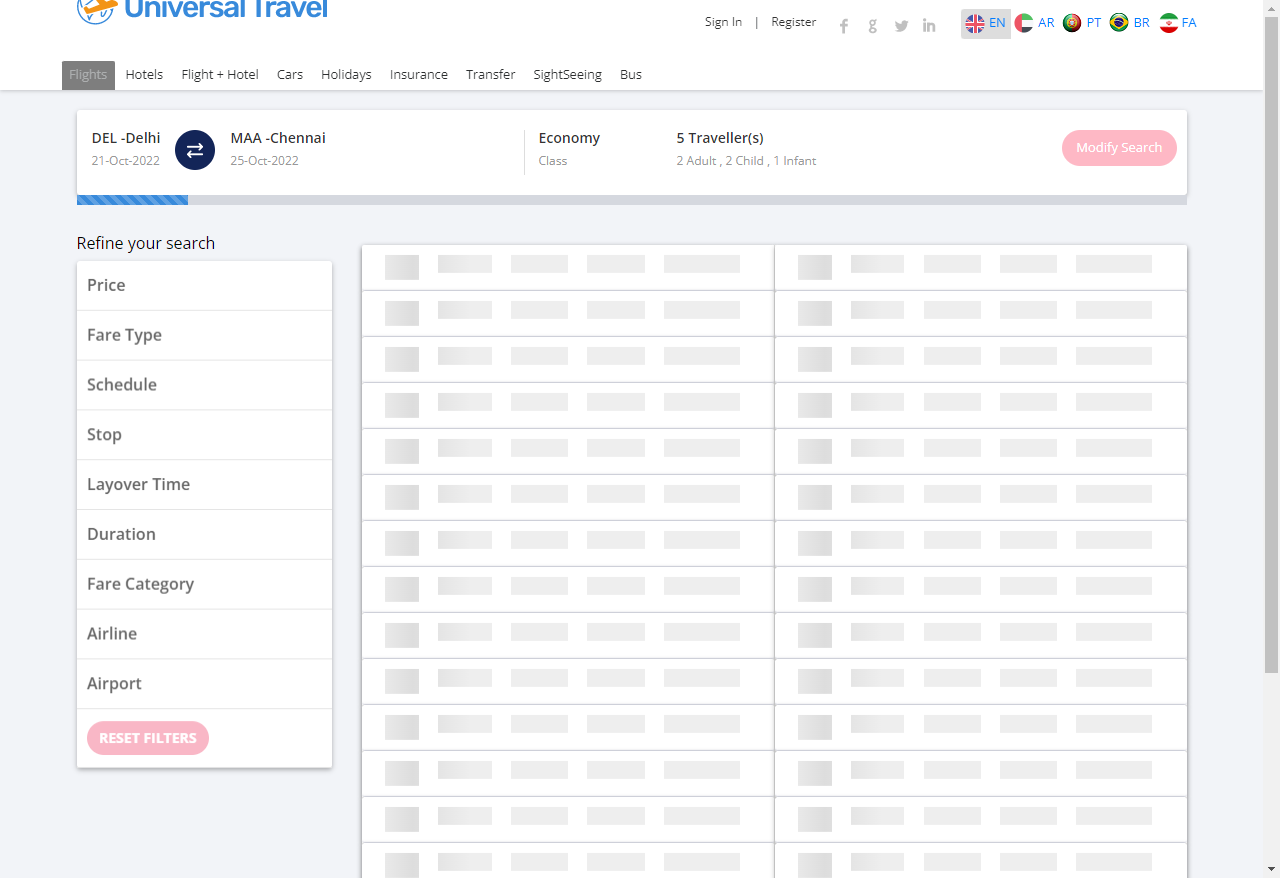 Universal Travel
Sign In | Register
EN AR PT BR FA
Flights Hotels Flight + Hotel Cars Holidays Insurance Transfer SightSeeing Bus
DEL -Delhi MAA -Chennai Economy 5 Traveller(s)
21-Oct-2022 25-Oct-2022 Class 2 Adult , 2 Child , 1 Infant
Modify Search
Refine your search
Price
Fare Type
Schedule
Stop
Layover Time
Duration
Fare Category
Airline
Airport
RESET FILTERS